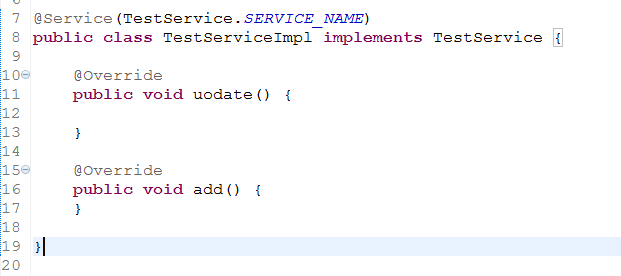 7 @Service(TestService.SERVICE_NAME)
8 public class TestServiceImpl implements TestService {
9
10 @Override
11 public void uodate() {
12
13 }
14
15 @Override
16 public void add() {
17 }
18
19 }
20